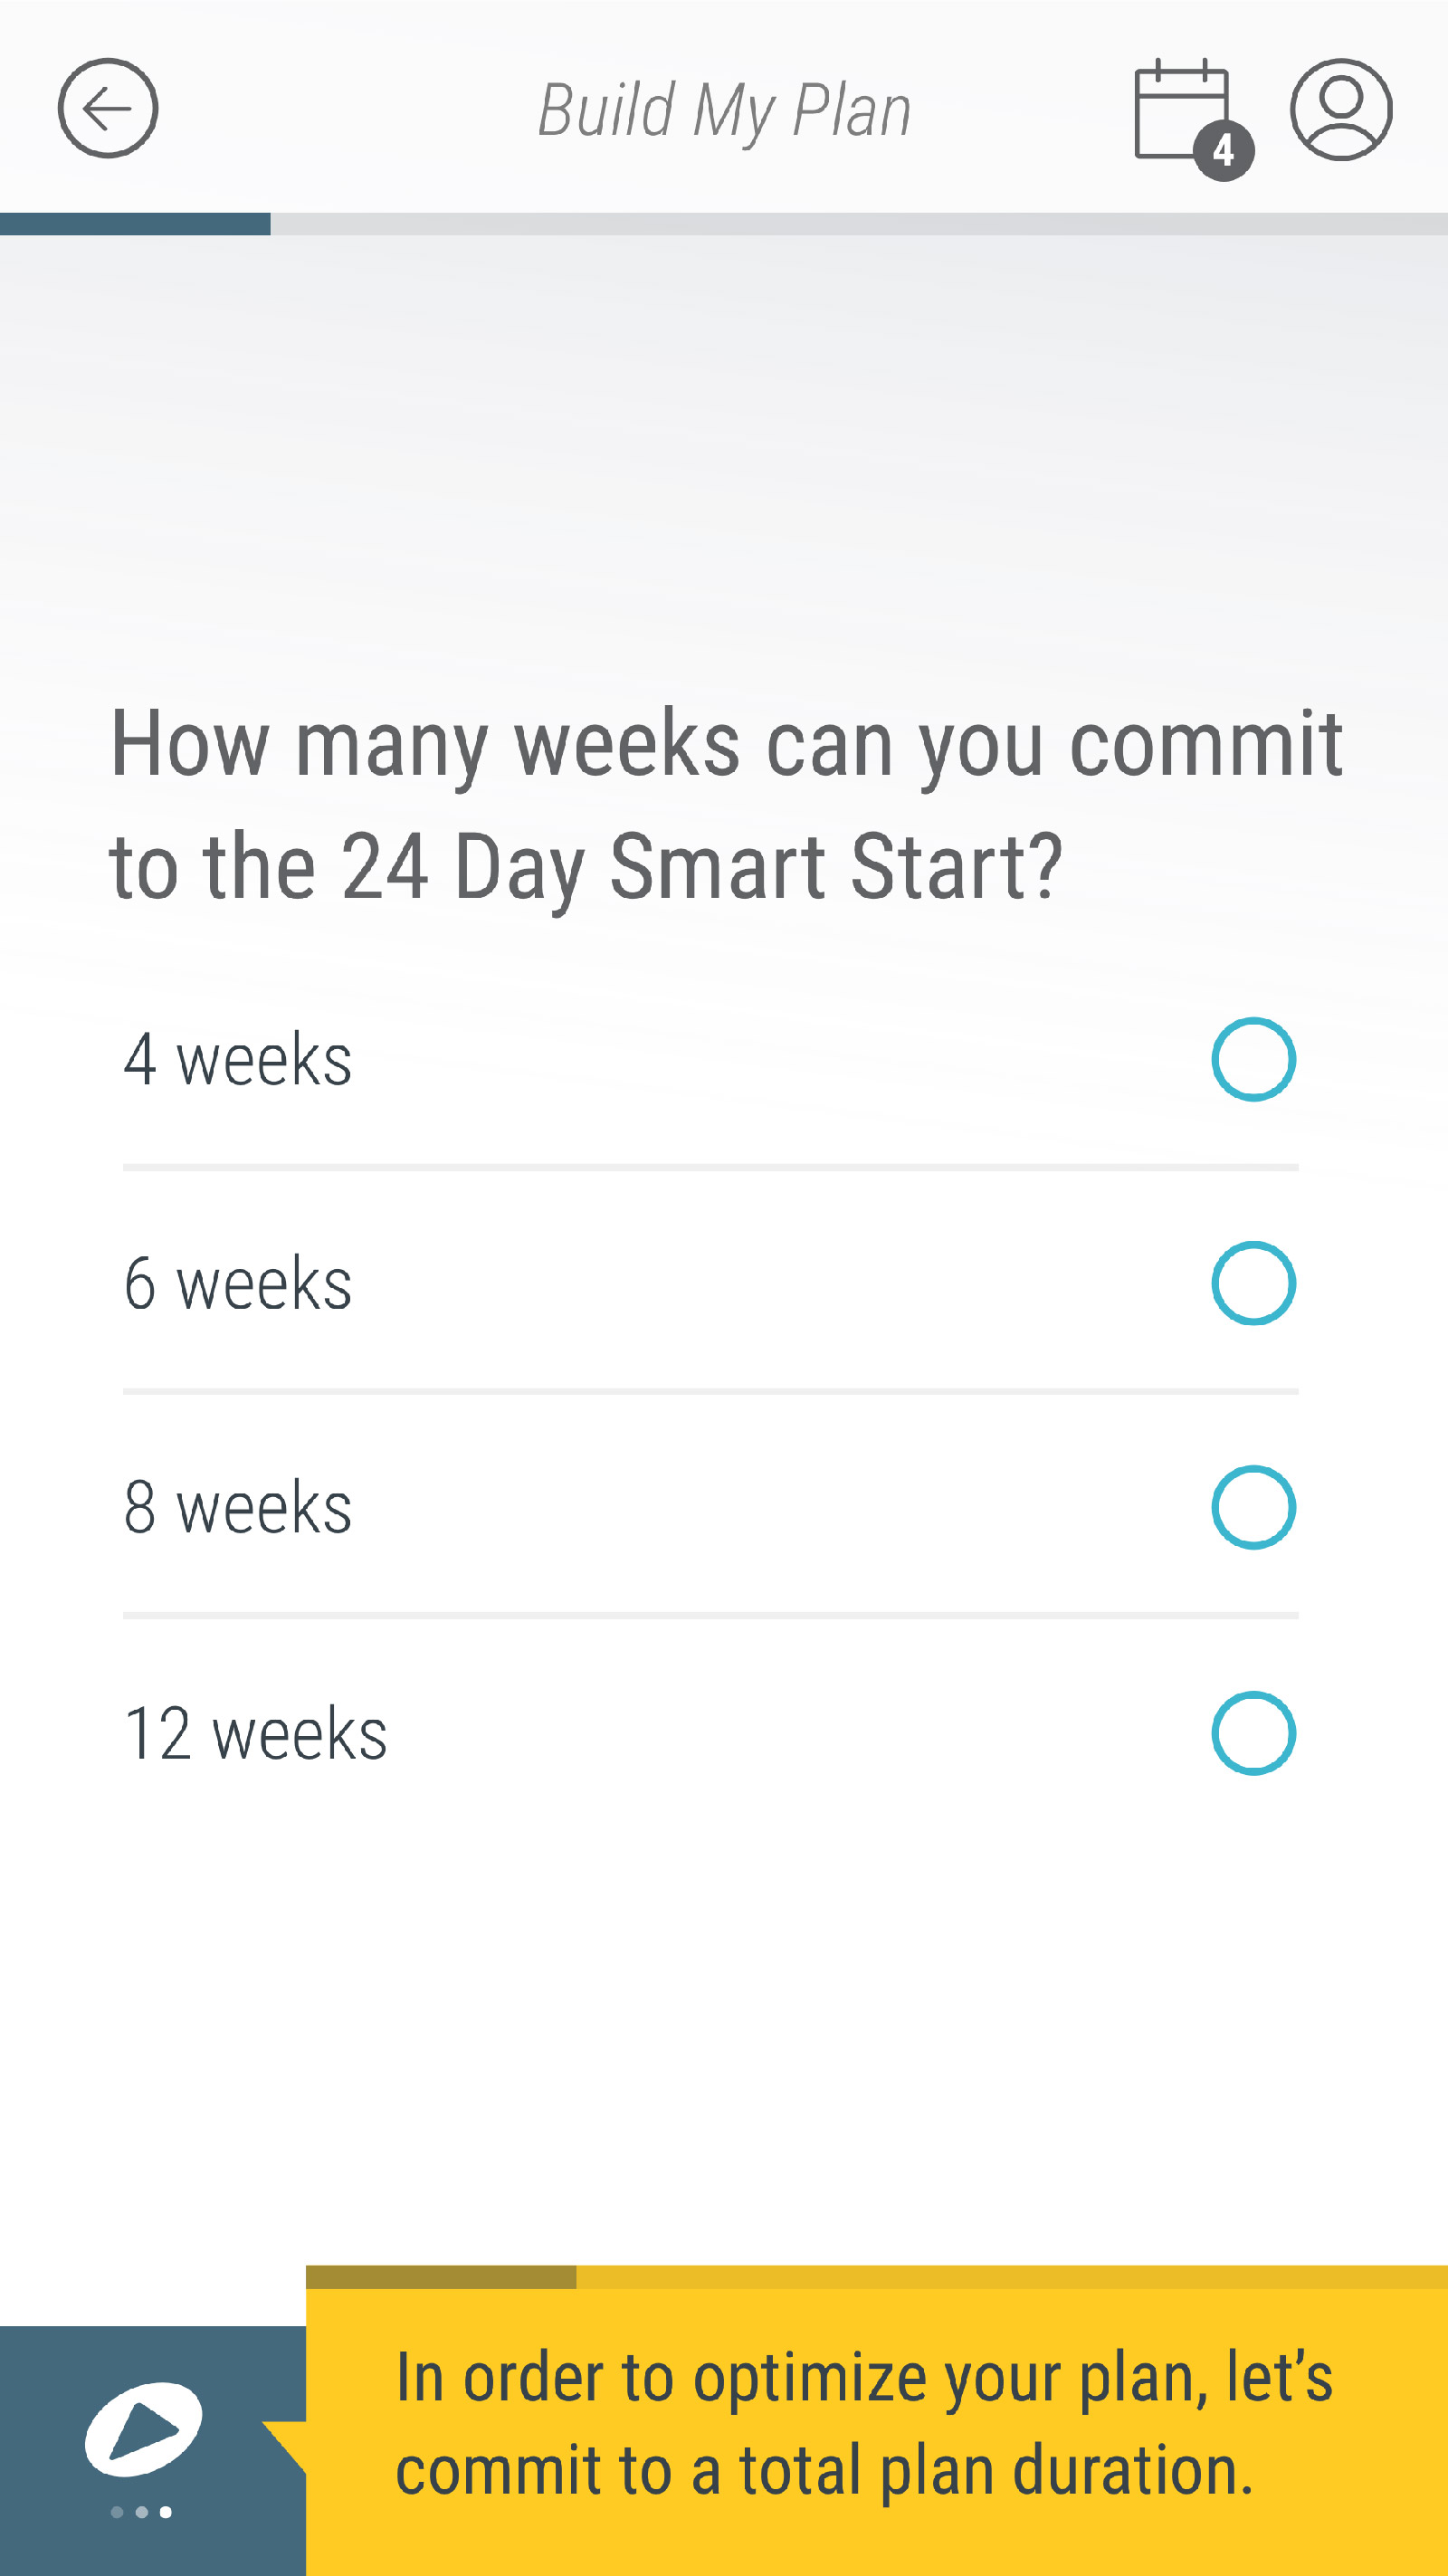 Build My Plan
4
How many weeks can you commit
to the 24 Day Smart Start?
4 weeks
6 weeks
8 weeks
12 weeks
In order to optimize your plan, let’s
commit to a total plan duration.